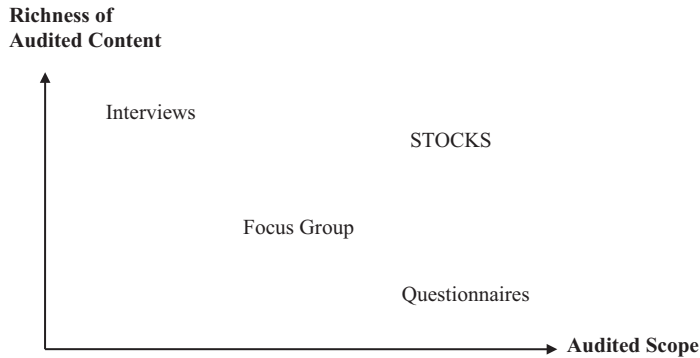 Richness of
Audited Content
Interviews
STOCKS
Focus Group
Questionnaires
Audited Scope